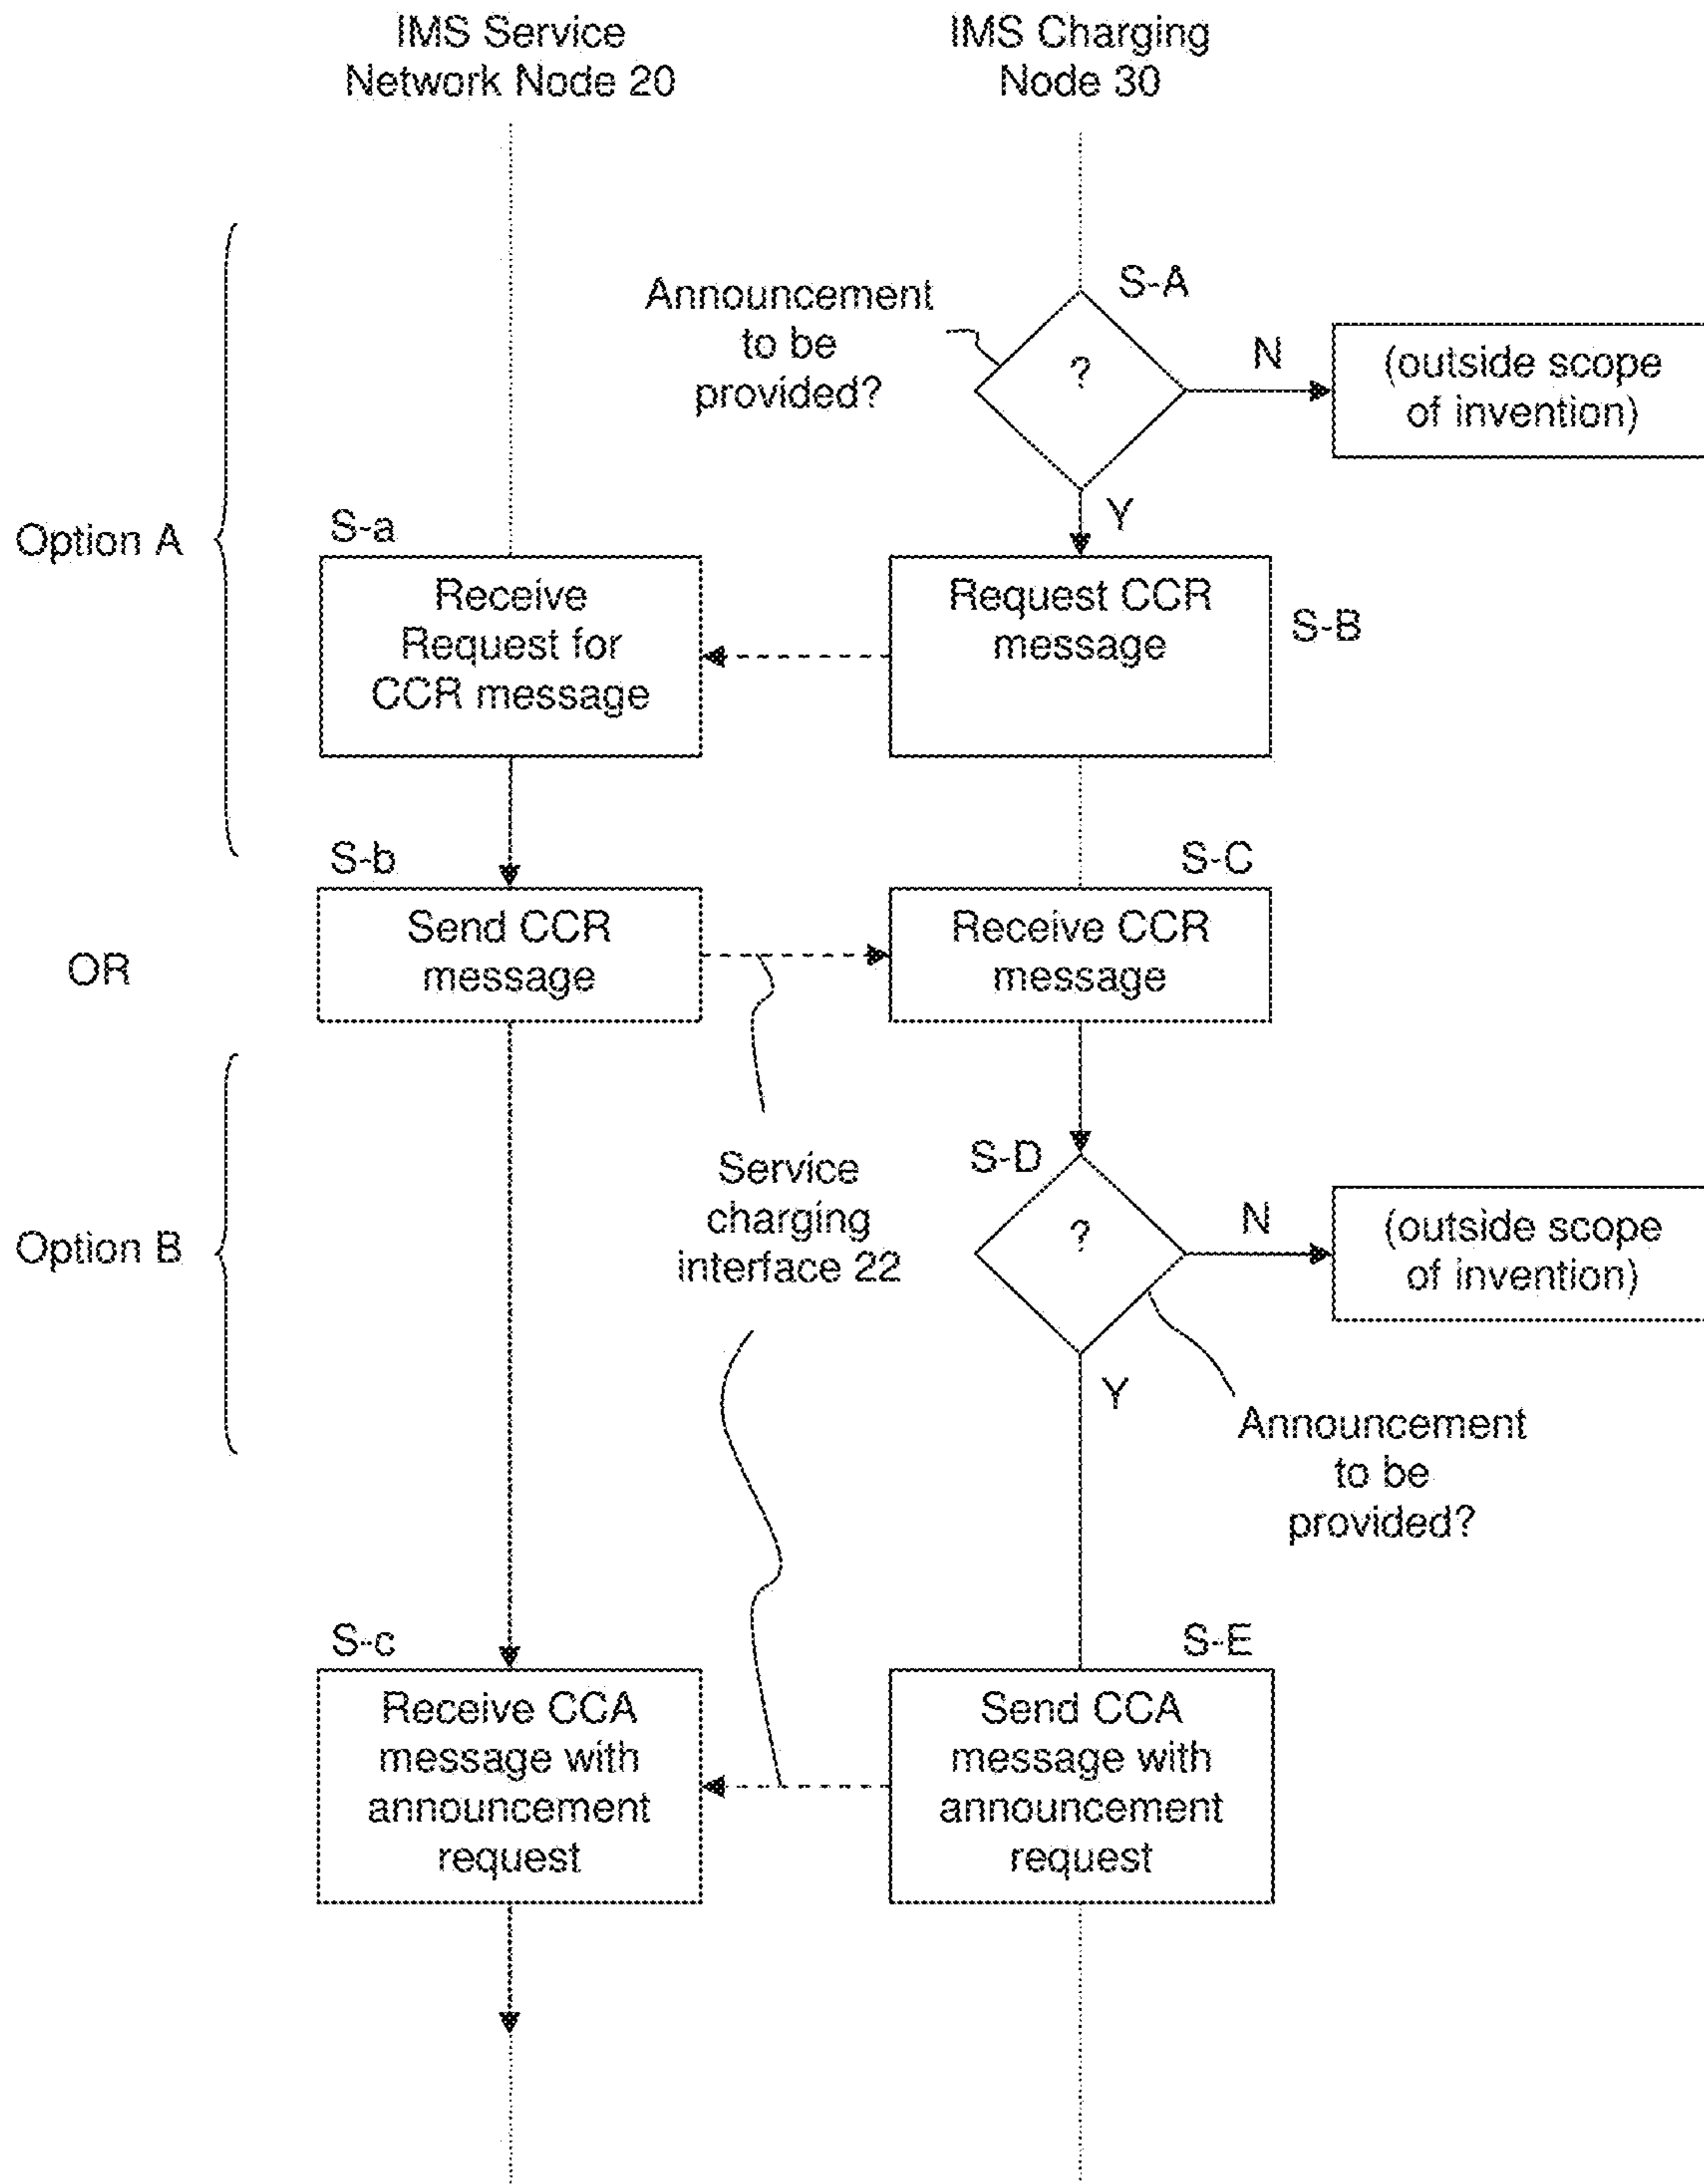 IMS Service
Network Node 20
IMS Charging
Node 30
S-A
Announcement
to be
provided?
?
N
(outside scope
of invention)
Y
Option A
S-a
Receive
Request for
CCR message
Request CCR
message
S-B
S-b
S-C
Send CCR
message
Receive CCR
message
OR
Service
charging
interface 22
S-D
?
N
(outside scope
of invention)
Option B
Y
Announcement
to be
provided?
S-c
S-E
Receive CCA
message with
announcement
request
Send CCA
message with
announcement
request